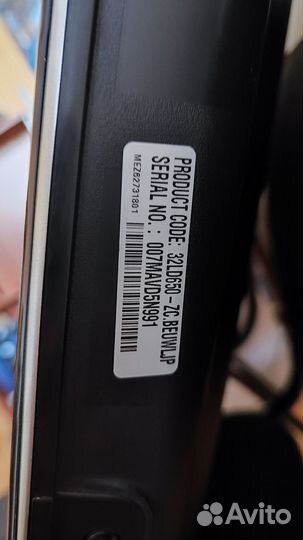 PRODUCT CODE: 32LD650-ZC.BEUWLJP
SERIAL NO. : 007MAVD5N991
MEZ62731801
Avito